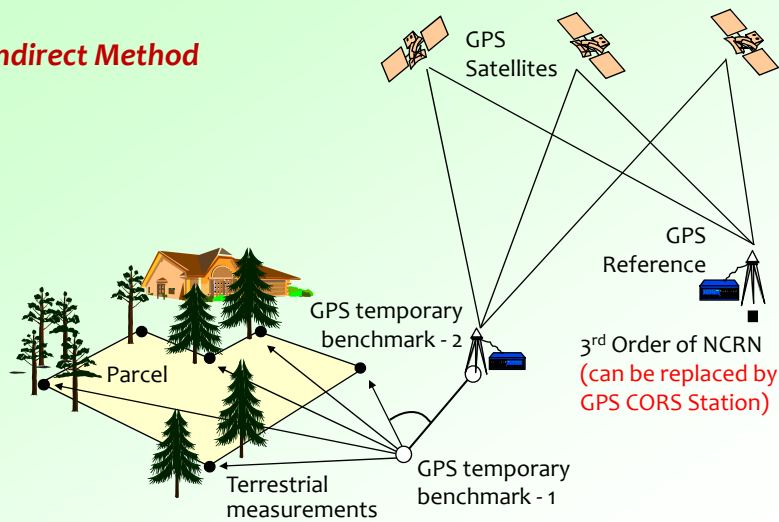 ndirect Method
GPS
Satellites
GPS
Reference
GPS temporary
benchmark - 2
3rd Order of NCRN
(can be replaced by
GPS CORS Station)
Parcel
GPS temporary
benchmark - 1
Terrestrial
measurements